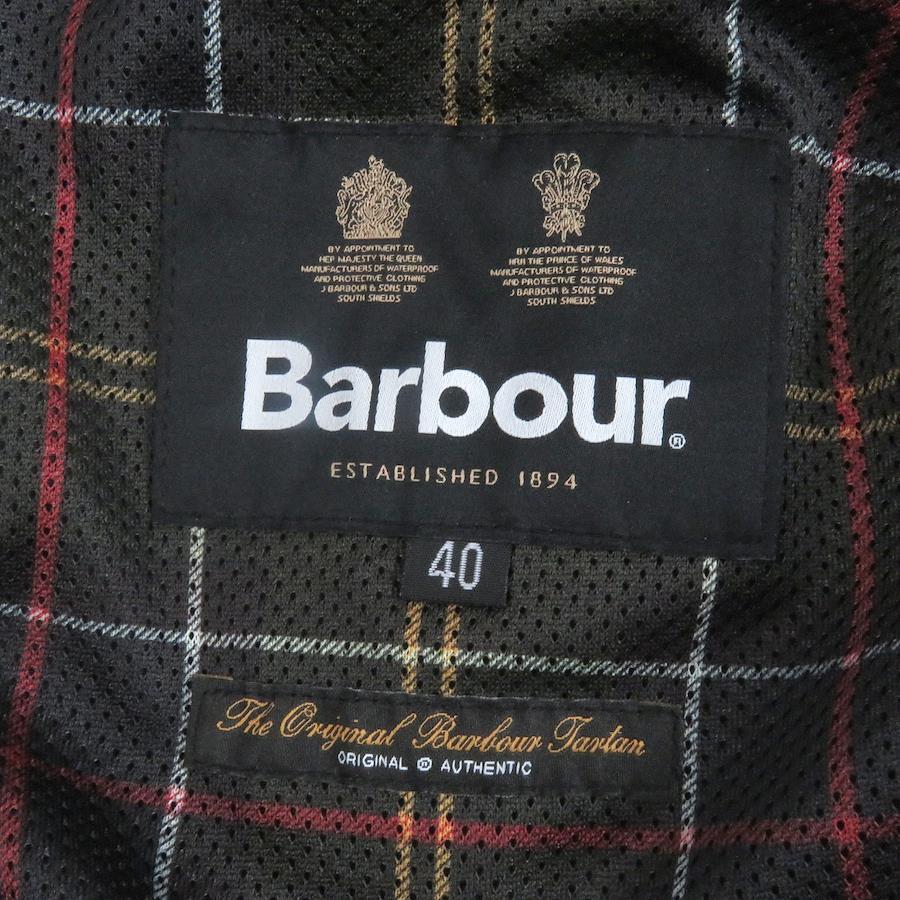 BY APPOINTMENT TO
HER MAJESTY THE QUEEN
MANUFACTURERS OF WATERPROOF
AND PROTECTIVE CLOTHING
J BARBOUR & SONS LTD
SOUTH SHIELDS
BY APPOINTMENT TO
HRH THE PRINCE OF WALES
MANUFACTURERS OF WATERPROOF
AND PROTECTIVE CLOTHING
J BARBOUR & SONS LTD
SOUTH SHIELDS
Barbour®
ESTABLISHED 1894
40
The Original Barbour Tartan
ORIGINAL AUTHENTIC